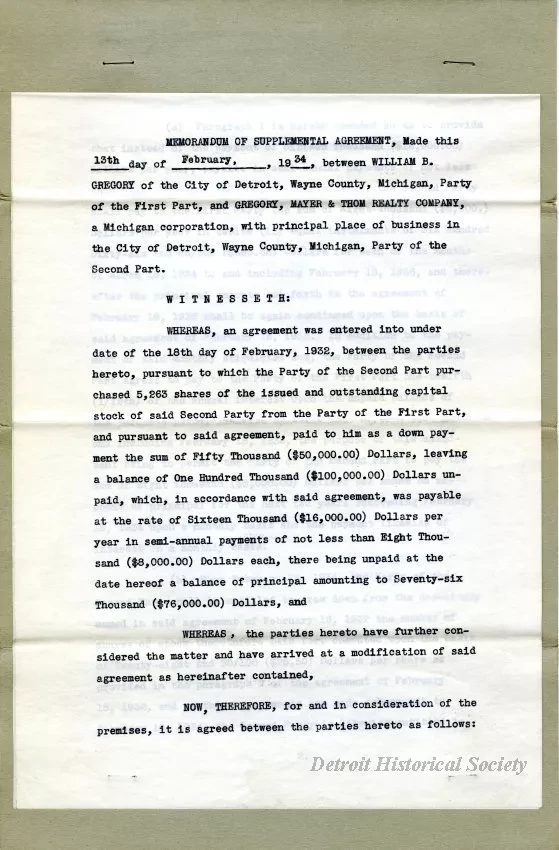 MEMORANDUM OF SUPPLEMENTAL AGREEMENT, Made this
13th day of February, , 1934 , between WILLIAM B.
GREGORY of the City of Detroit, Wayne County, Michigan, Party
of the First Part, and GREGORY, MAYER & THOM REALTY COMPANY,
a Michigan corporation, with principal place of business in
the City of Detroit, Wayne County, Michigan, Party of the
Second Part.
W I T N E S S E T H:
WHEREAS, an agreement was entered into under
date of the 18th day of February, 1932, between the parties
hereto, pursuant to which the Party of the Second Part pur-
chased 5,263 shares of the issued and outstanding capital
stock of said Second Party from the Party of the First Part,
and pursuant to said agreement, paid to him as a down pay-
ment the sum of Fifty Thousand ($50,000.00) Dollars, leaving
a balance of One Hundred Thousand ($100,000.00) Dollars un-
paid, which, in accordance with said agreement, was payable
at the rate of Sixteen Thousand ($16,000.00) Dollars per
year in semi-annual payments of not less than Eight Thou-
sand ($8,000.00) Dollars each, there being unpaid at the
date hereof a balance of principal amounting to Seventy-six
Thousand ($76,000.00) Dollars, and
WHEREAS, the parties hereto have further con-
sidered the matter and have arrived at a modification of said
agreement as hereinafter contained,
NOW, THEREFORE, for and in consideration of the
premises, it is agreed between the parties hereto as follows:
Detroit Historical Society